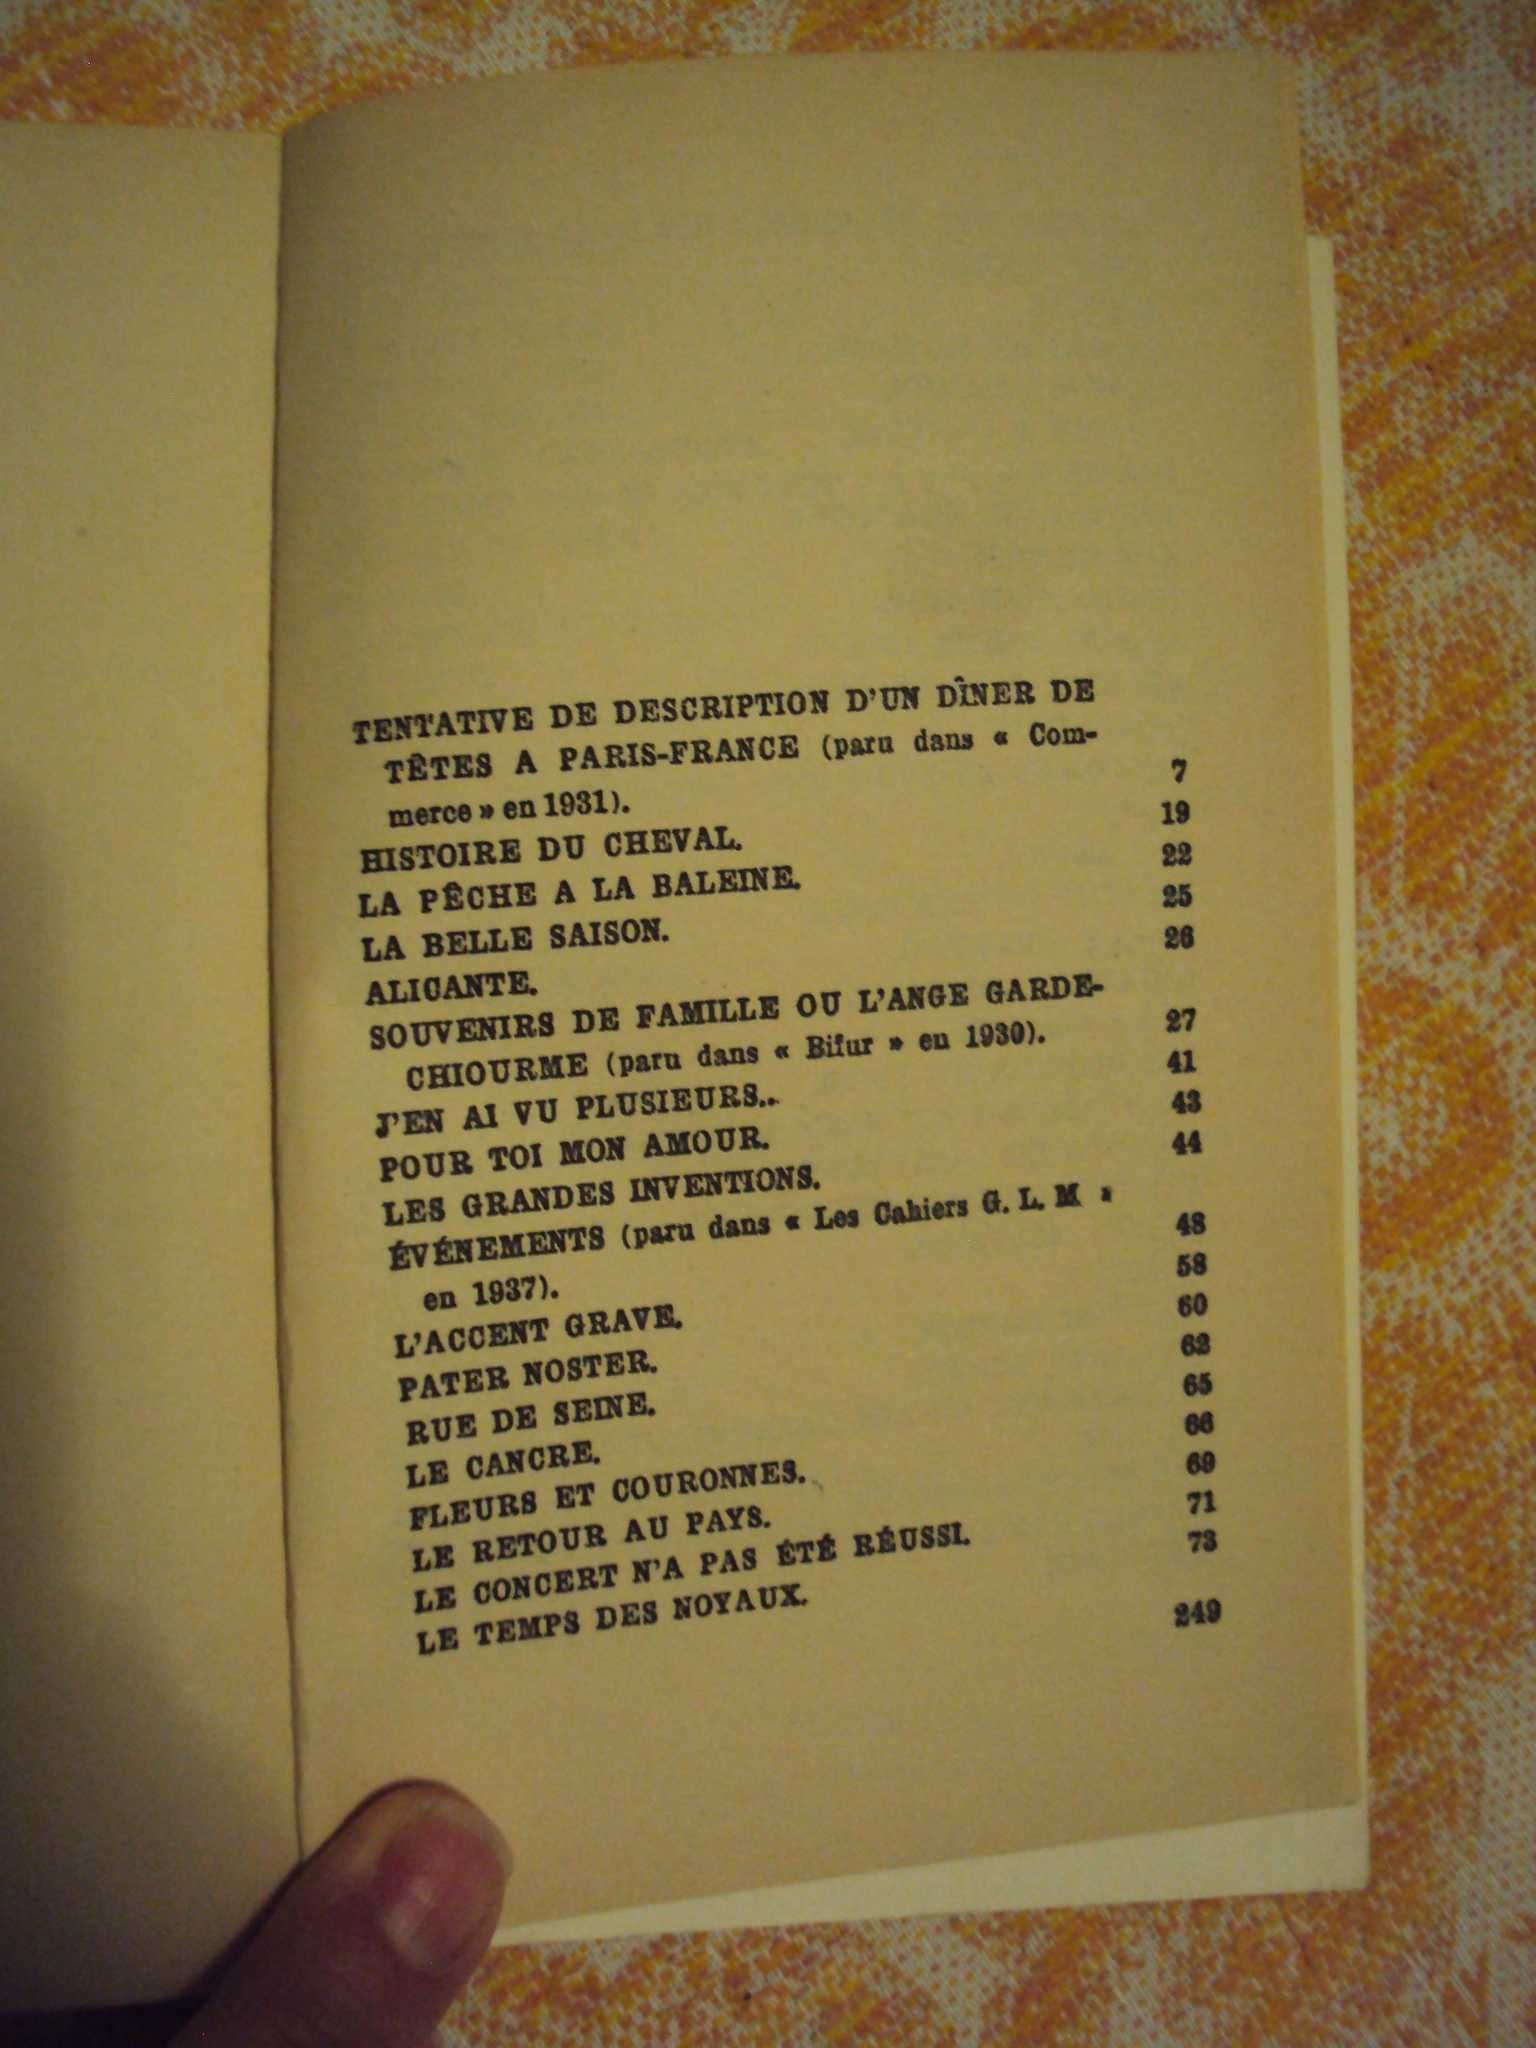 TENTATIVE DE DESCRIPTION D'UN DÎNER DE
TÊTES A PARIS-FRANCE (paru dans « Com-
merce » en 1931). 7
HISTOIRE DU CHEVAL. 19
LA PÊCHE A LA BALEINE. 22
LA BELLE SAISON. 25
ALICANTE. 26
SOUVENIRS DE FAMILLE OU L'ANGE GARDE-
CHIOURME (paru dans « Bifur » en 1930). 27
J'EN AI VU PLUSIEURS.. 41
POUR TOI MON AMOUR. 43
LES GRANDES INVENTIONS. 44
ÉVÉNEMENTS (paru dans « Les Cahiers G. L. M »
en 1937). 48
L'ACCENT GRAVE. 58
PATER NOSTER. 60
RUE DE SEINE. 62
LE CANCRE. 65
FLEURS ET COURONNES. 66
LE RETOUR AU PAYS. 69
LE CONCERT N'A PAS ÉTÉ RÉUSSI. 71
LE TEMPS DES NOYAUX. 73
249